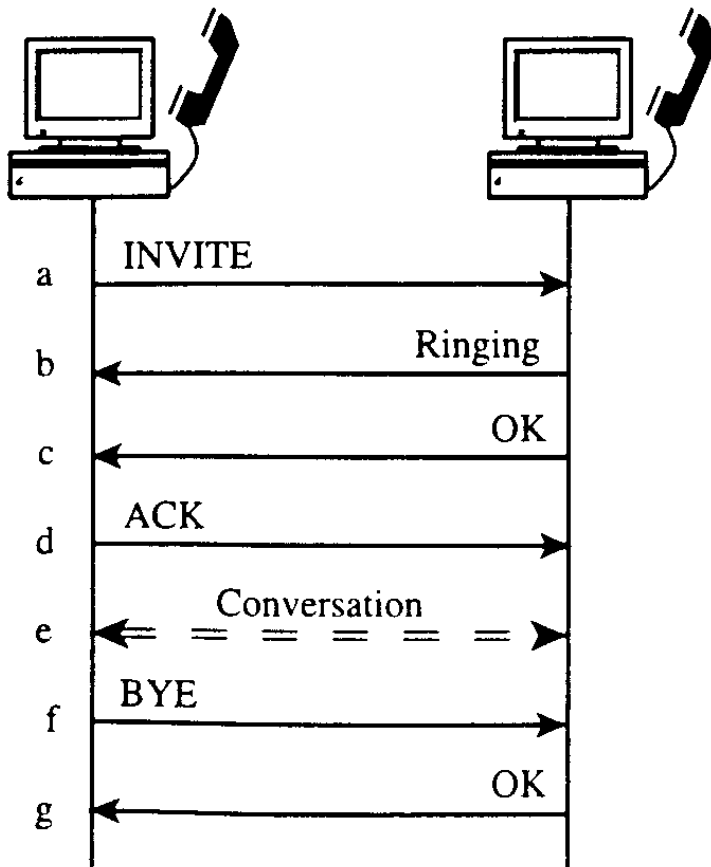 a INVITE
b Ringing
c OK
d ACK
e Conversation
f BYE
g OK